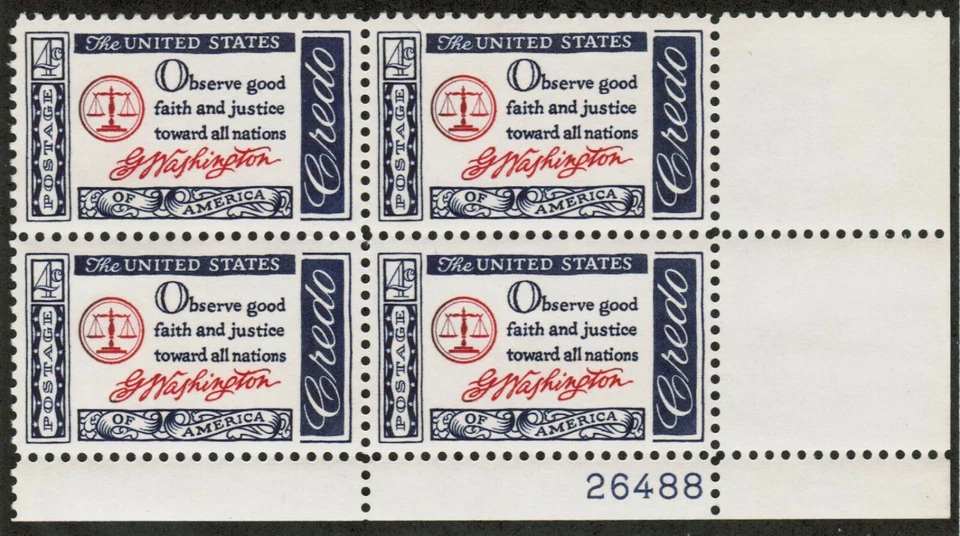 4c The UNITED STATES
POSTAGE
Observe good
faith and justice
toward all nations
G Washington
Credo
OF AMERICA
4c The UNITED STATES
POSTAGE
Observe good
faith and justice
toward all nations
G Washington
Credo
OF AMERICA
4c The UNITED STATES
POSTAGE
Observe good
faith and justice
toward all nations
G Washington
Credo
OF AMERICA
4c The UNITED STATES
POSTAGE
Observe good
faith and justice
toward all nations
G Washington
Credo
OF AMERICA
26488